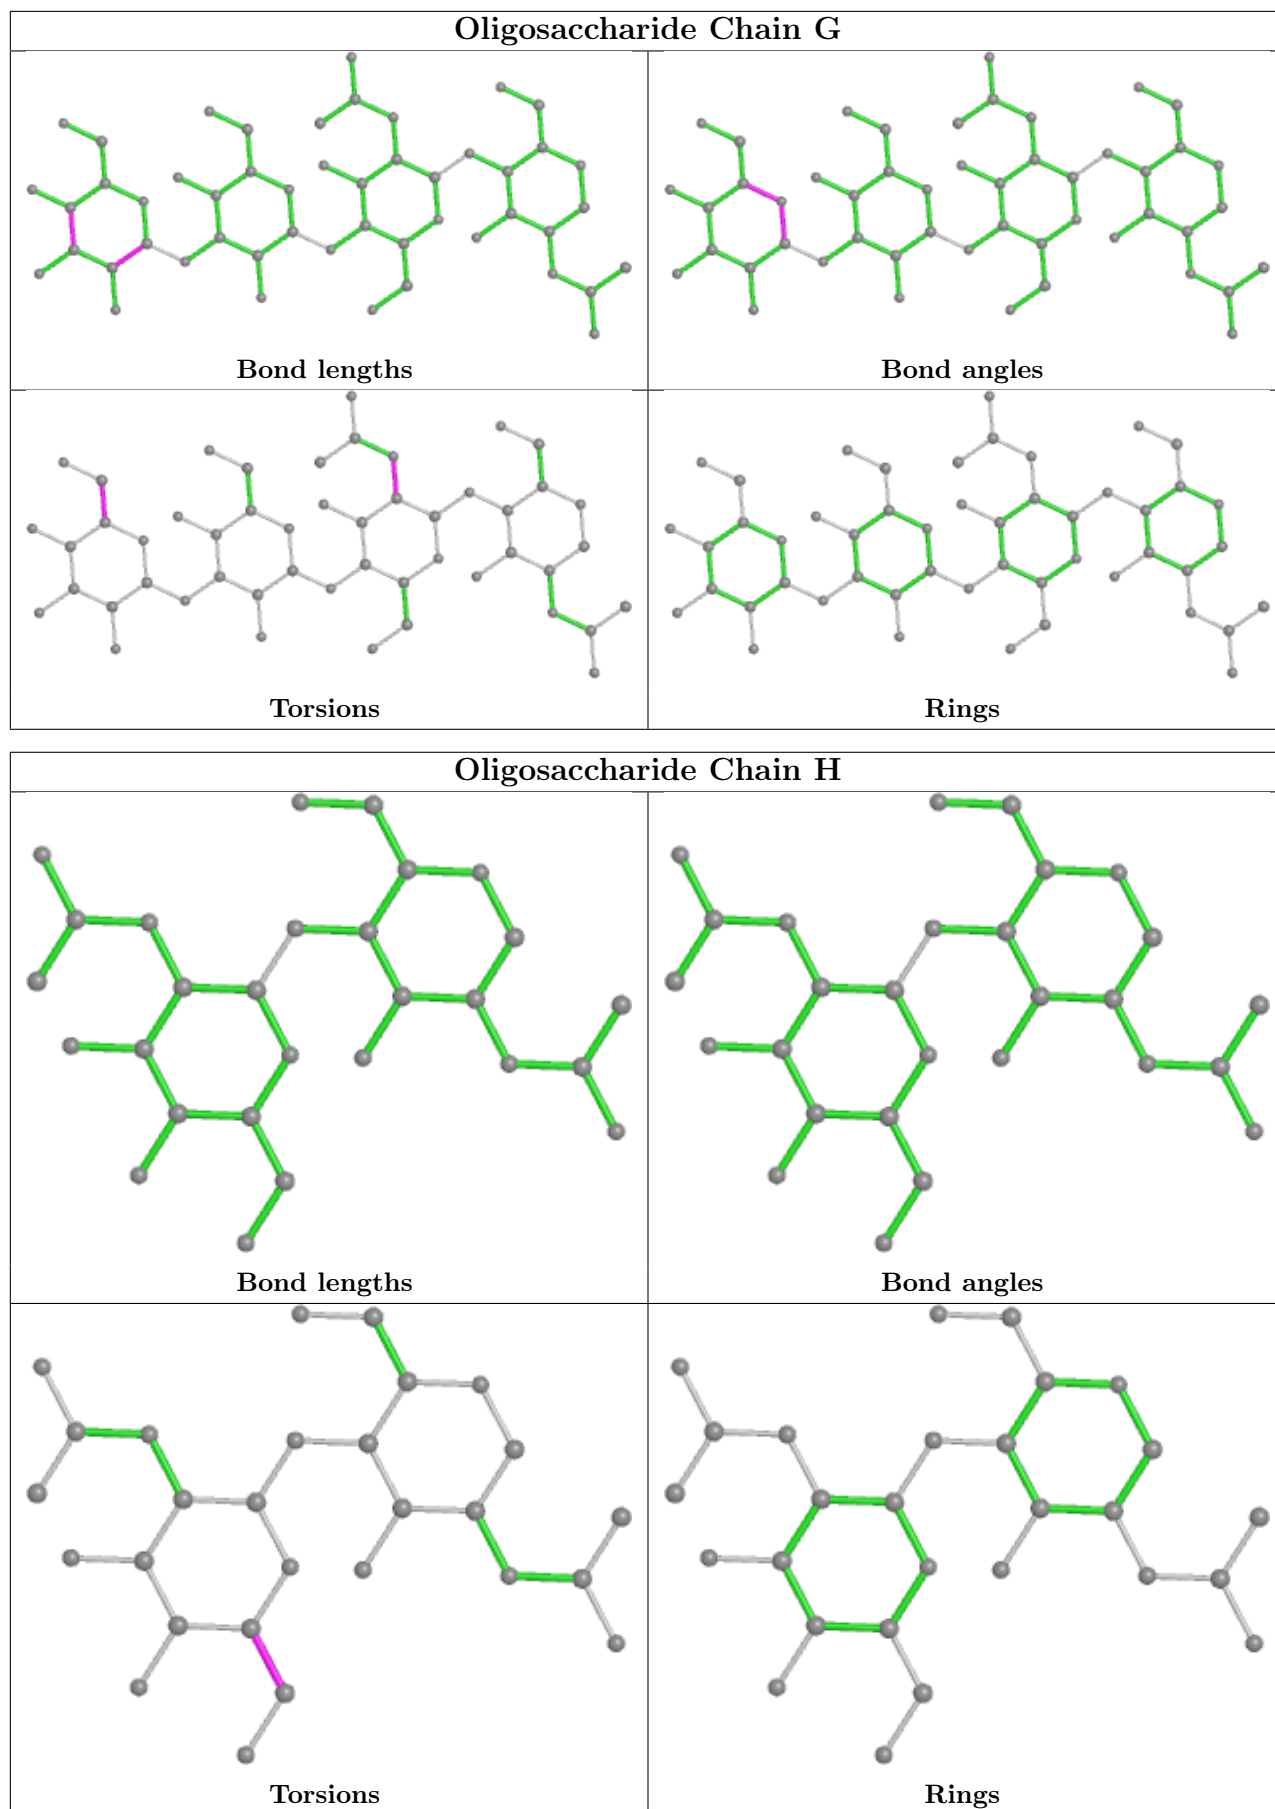 Oligosaccharide Chain G
Bond lengths
Bond angles
Torsions
Rings
Oligosaccharide Chain H
Bond lengths
Bond angles
Torsions
Rings